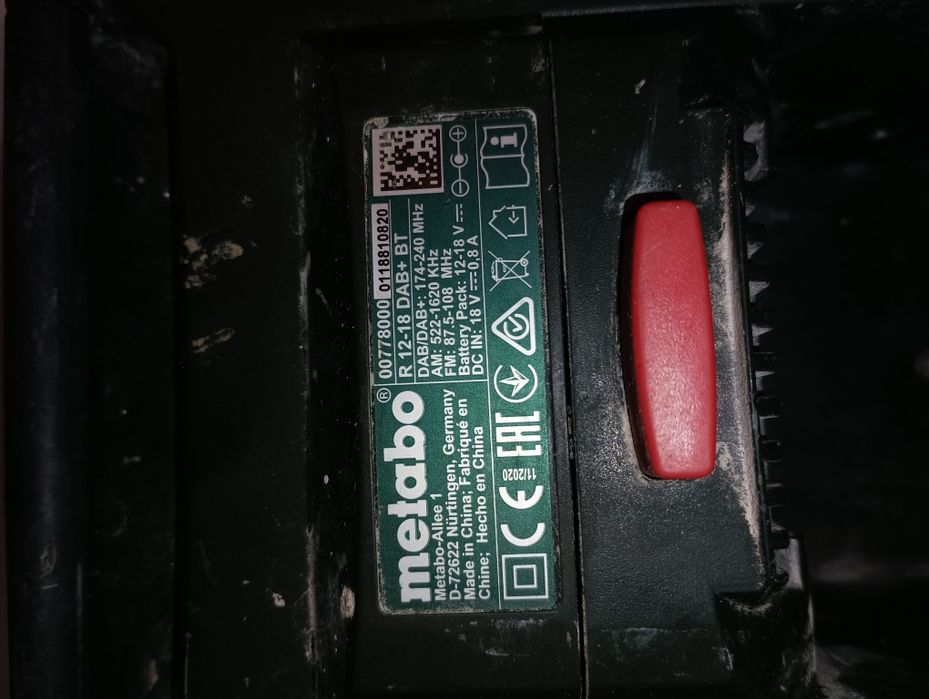 metabo®
Metabo-Allee 1
D-72622 Nürtingen, Germany
Made in China; Fabriqué en
Chine; Hecho en China
00778000 0118810820
R 12-18 DAB+ BT
DAB/DAB+: 174-240 MHz
AM: 522-1620 KHz
FM: 87.5-108 MHz
Battery Pack: 12-18 V
DC IN: 18 V 0,8 A
CE 11/2020 EAC